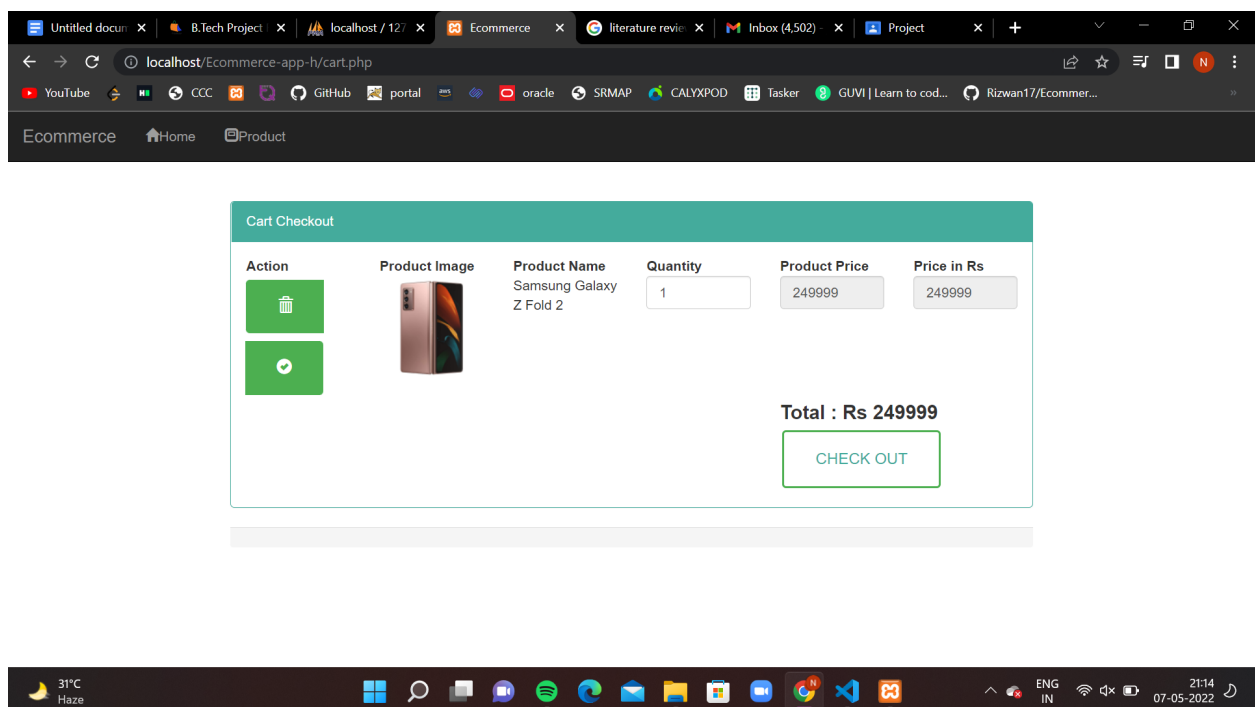 Untitled docum B.Tech Project localhost / 127 Ecommerce literature revie Inbox (4,502) - Project
localhost/Ecommerce-app-h/cart.php N
YouTube CCC GitHub portal aws oracle SRMAP CALYXPOD Tasker GUVI | Learn to cod... Rizwan17/Ecommer... »
Ecommerce Home Product
Cart Checkout
Action Product Image Product Name Quantity Product Price Price in Rs
Samsung Galaxy
Z Fold 2
1 249999 249999
Total : Rs 249999
CHECK OUT
31°C
Haze
N
ENG
IN
21:14
07-05-2022